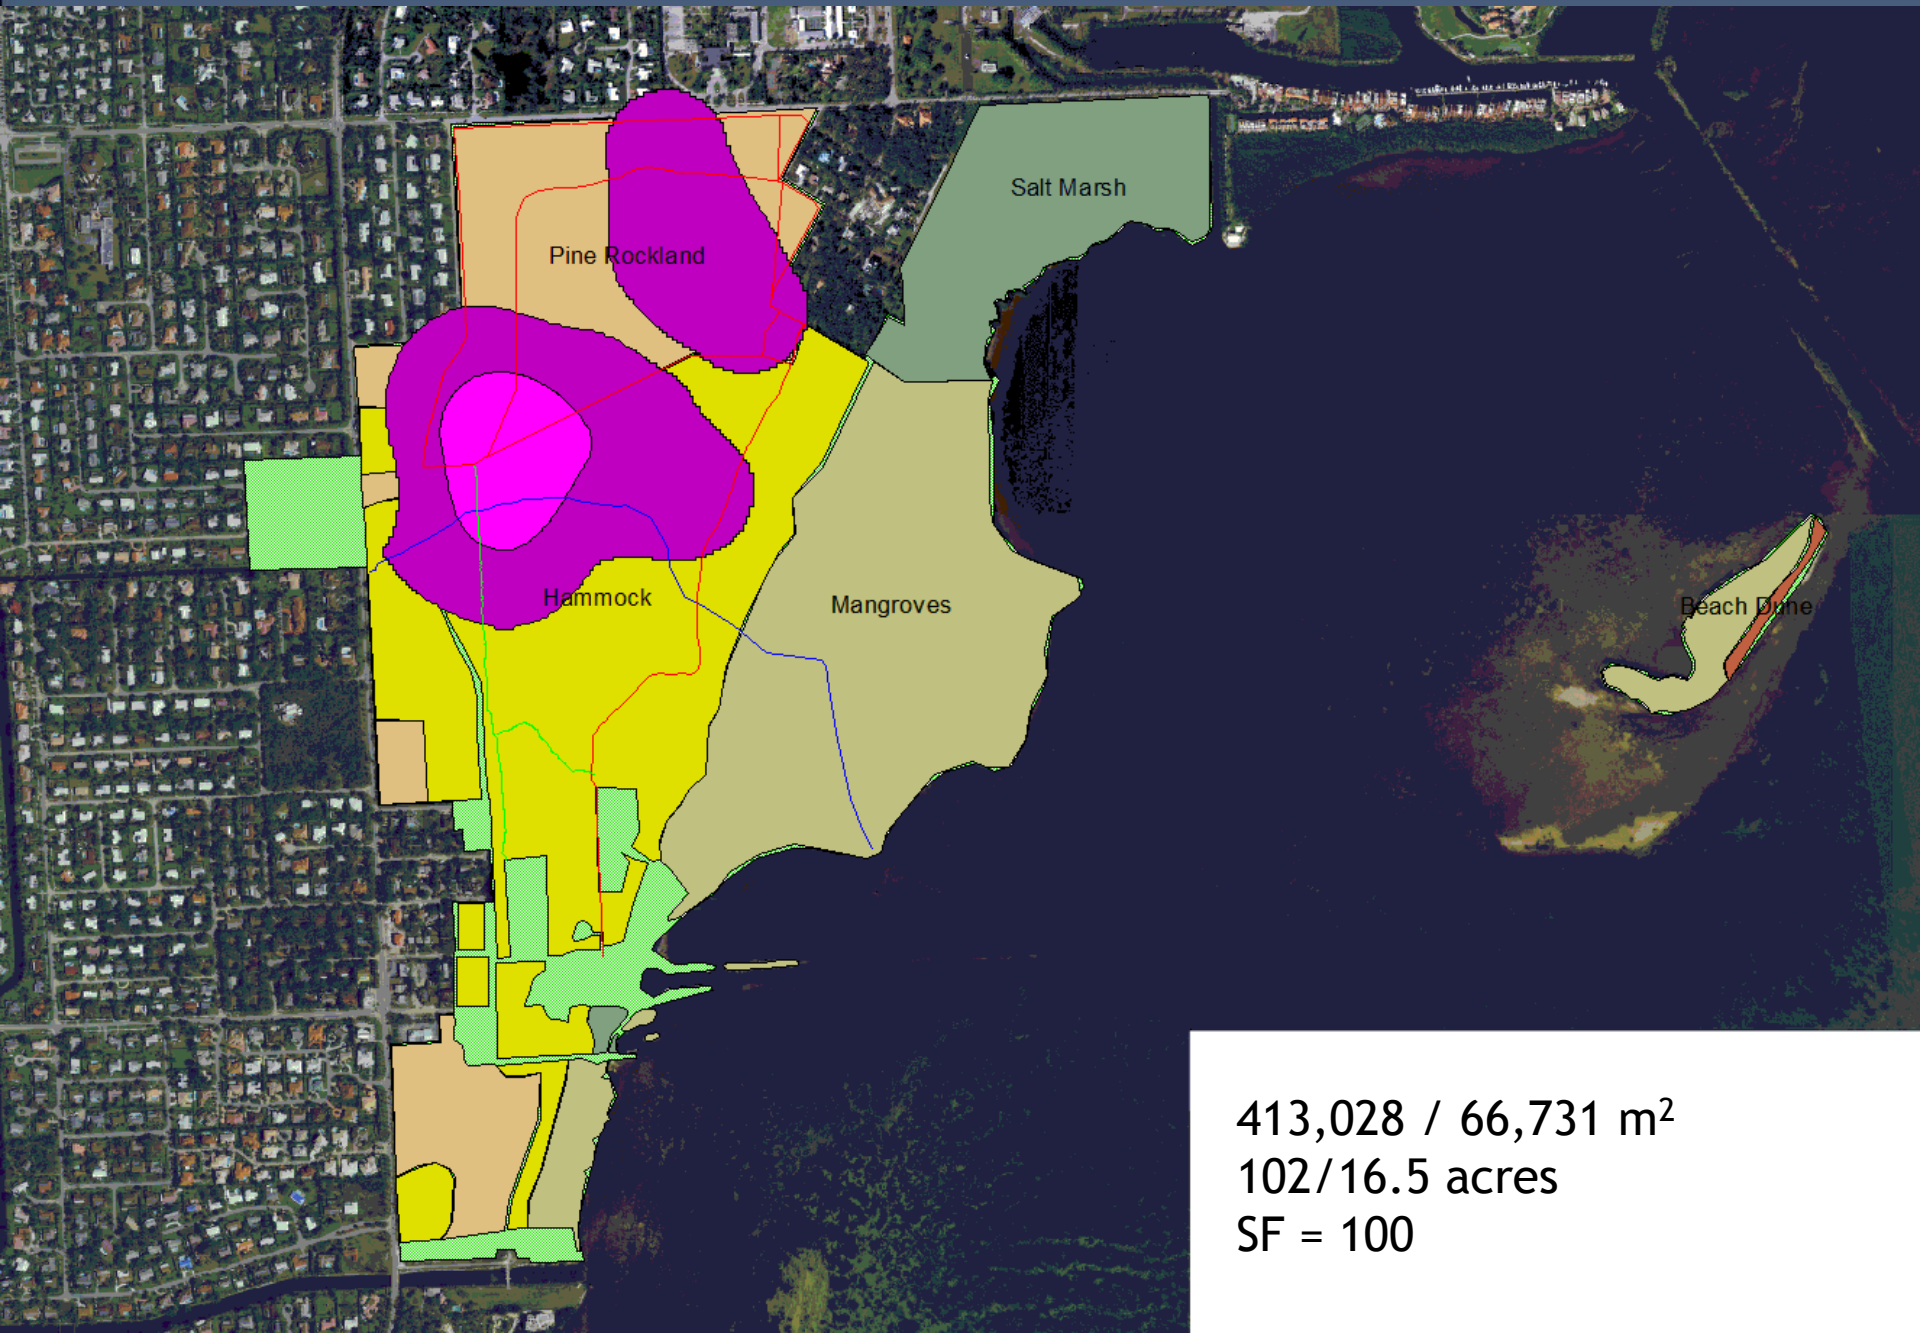 Salt Marsh
Pine Rockland
Hammock
Mangroves
Beach Dune
413,028 / 66,731 m²
102/16.5 acres
SF = 100